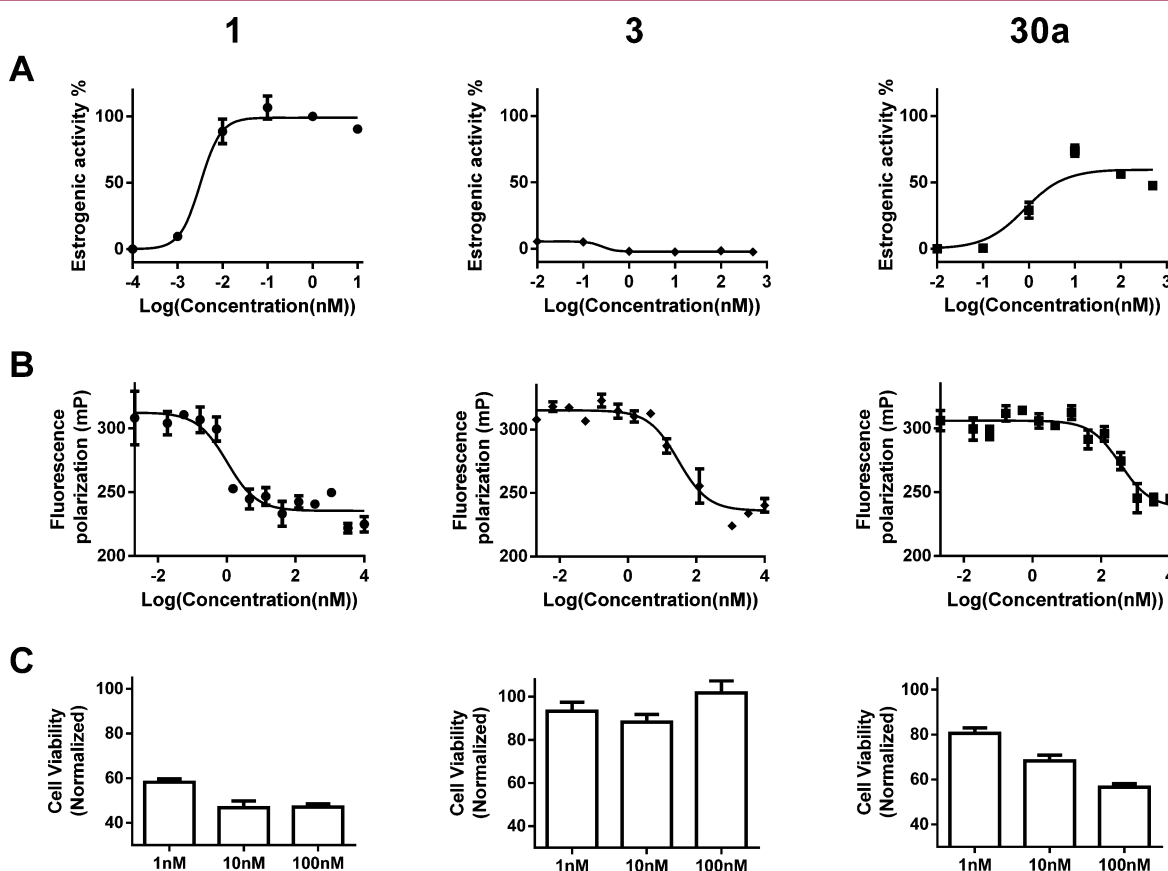 1 3 30a
A
Estrogenic activity %
100
50
0
-4 -3 -2 -1 0 1
Log(Concentration(nM))
Estrogenic activity %
100
50
0
-2 -1 0 1 2 3
Log(Concentration(nM))
Estrogenic activity %
100
50
0
-2 -1 0 1 2 3
Log(Concentration(nM))
B
Fluorescence
polarization (mP)
300
250
200
-2 0 2 4
Log(Concentration(nM))
Fluorescence
polarization (mP)
300
250
200
-2 0 2 4
Log(Concentration(nM))
Fluorescence
polarization (mP)
300
250
200
-2 0 2 4
Log(Concentration(nM))
C
Cell Viability
(Normalized)
100
80
60
40
1nM 10nM 100nM
Cell Viability
(Normalized)
100
80
60
40
1nM 10nM 100nM
Cell Viability
(Normalized)
100
80
60
40
1nM 10nM 100nM